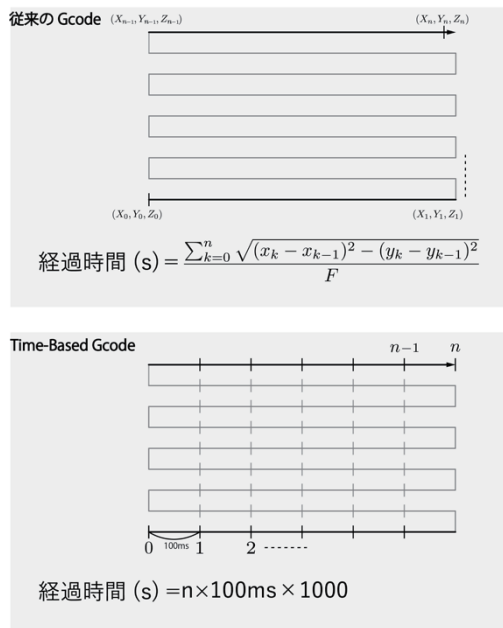 従来の Gcode (X_{n-1}, Y_{n-1}, Z_{n-1}) (X_n, Y_n, Z_n)
(X_0, Y_0, Z_0) (X_1, Y_1, Z_1)
経過時間 (s) = \frac{\sum_{k=0}^{n} \sqrt{(x_k - x_{k-1})^2 - (y_k - y_{k-1})^2}}{F}
Time-Based Gcode
n−1 n
0 100ms 1 2
経過時間 (s) =n×100ms×1000